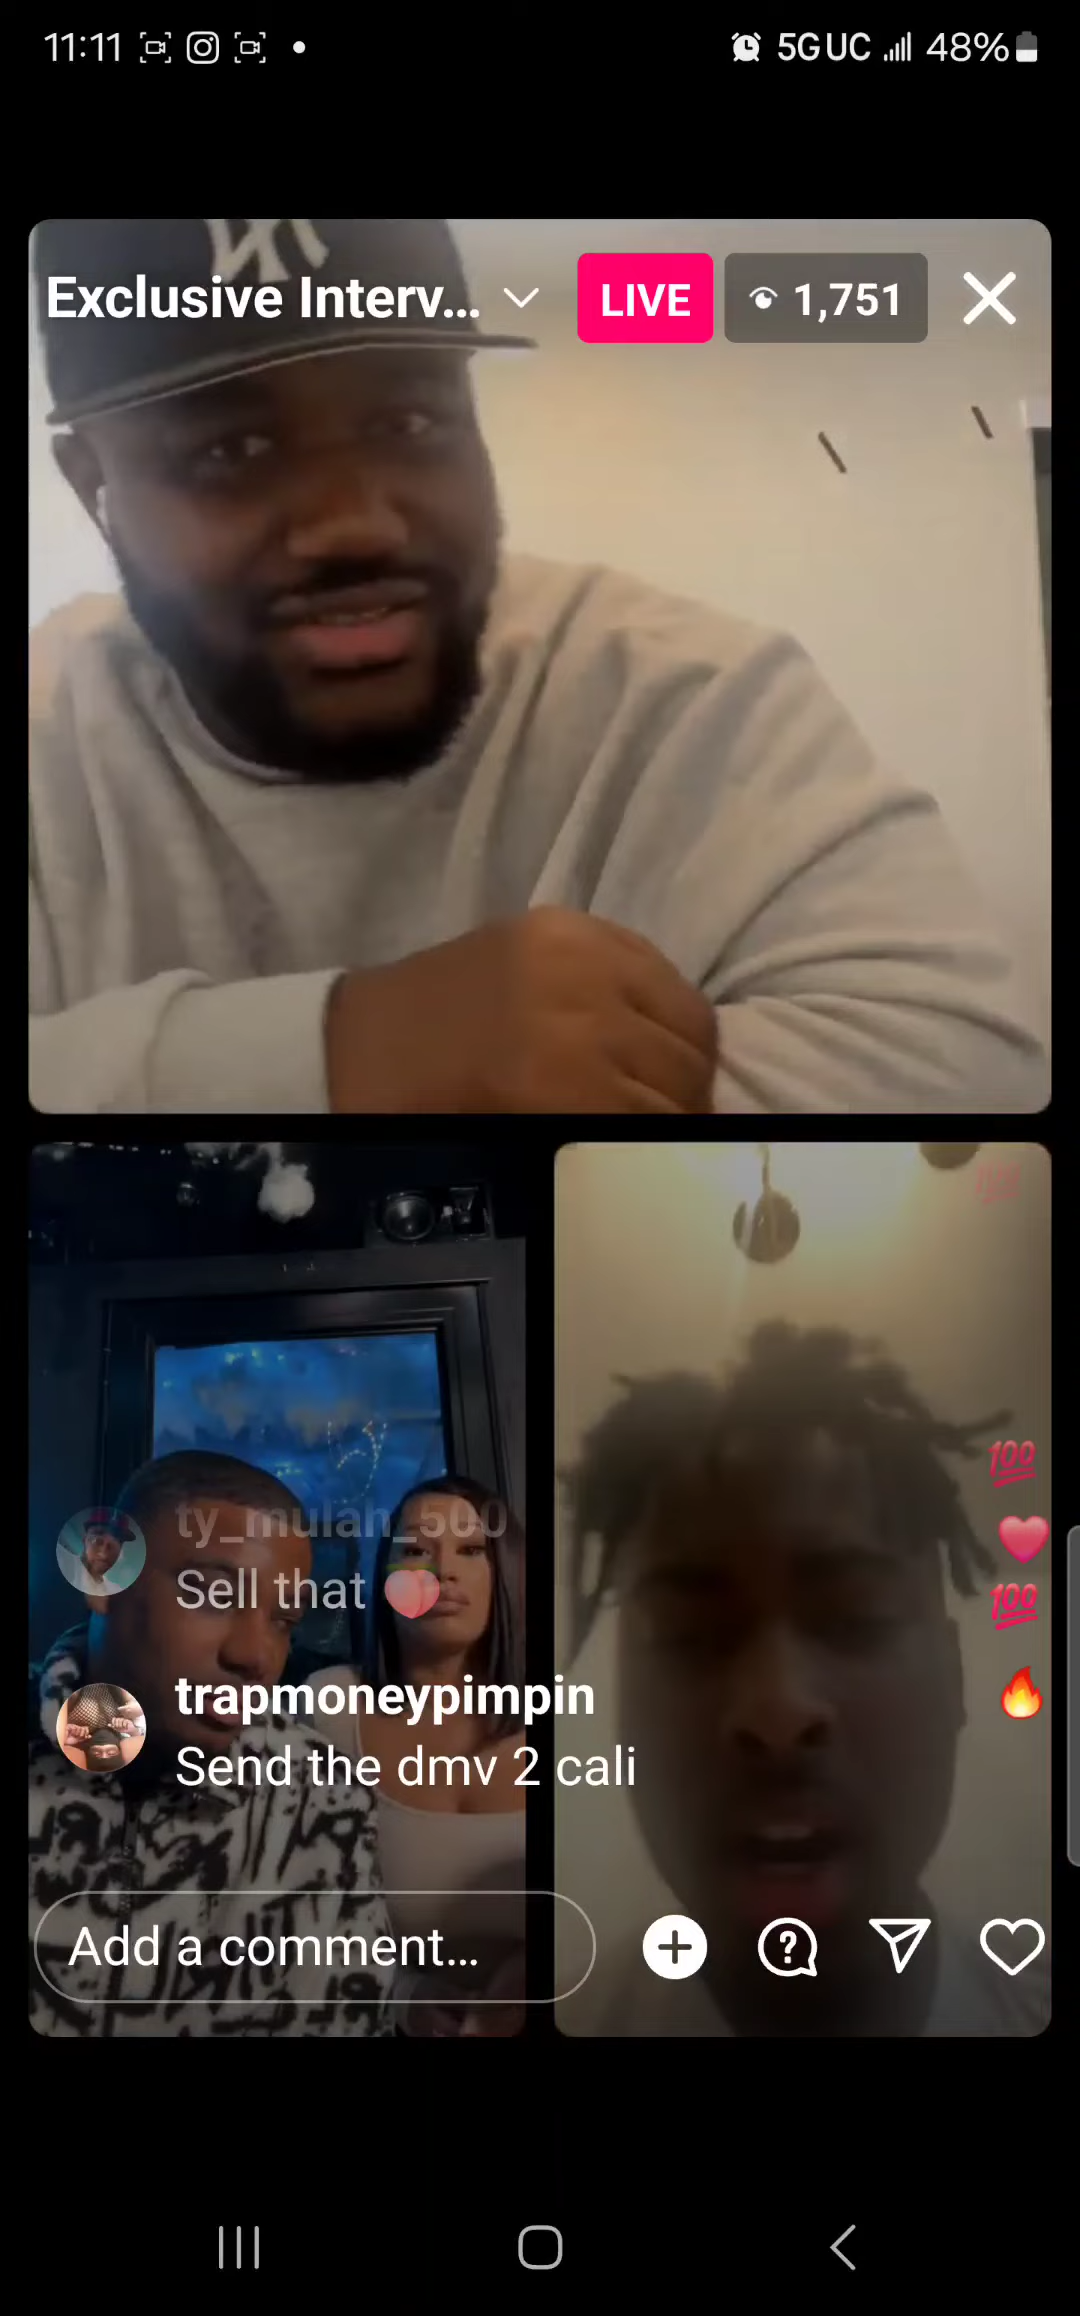 11:11 5G UC 48%
Exclusive Interv... LIVE 1,751
NY
ty_mulah_500
Sell that 🍑
trapmoneypimpin
Send the dmv 2 cali
Add a comment...